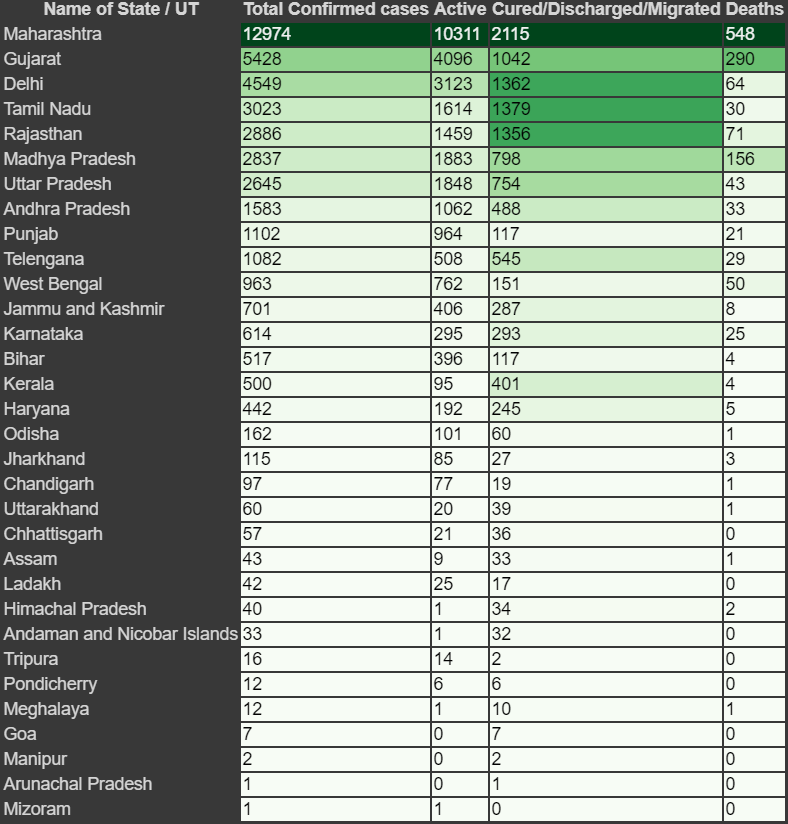 Name of State / UT Total Confirmed cases Active Cured/Discharged/Migrated Deaths
Maharashtra 12974 10311 2115 548
Gujarat 5428 4096 1042 290
Delhi 4549 3123 1362 64
Tamil Nadu 3023 1614 1379 30
Rajasthan 2886 1459 1356 71
Madhya Pradesh 2837 1883 798 156
Uttar Pradesh 2645 1848 754 43
Andhra Pradesh 1583 1062 488 33
Punjab 1102 964 117 21
Telengana 1082 508 545 29
West Bengal 963 762 151 50
Jammu and Kashmir 701 406 287 8
Karnataka 614 295 293 25
Bihar 517 396 117 4
Kerala 500 95 401 4
Haryana 442 192 245 5
Odisha 162 101 60 1
Jharkhand 115 85 27 3
Chandigarh 97 77 19 1
Uttarakhand 60 20 39 1
Chhattisgarh 57 21 36 0
Assam 43 9 33 1
Ladakh 42 25 17 0
Himachal Pradesh 40 1 34 2
Andaman and Nicobar Islands 33 1 32 0
Tripura 16 14 2 0
Pondicherry 12 6 6 0
Meghalaya 12 1 10 1
Goa 7 0 7 0
Manipur 2 0 2 0
Arunachal Pradesh 1 0 1 0
Mizoram 1 1 0 0